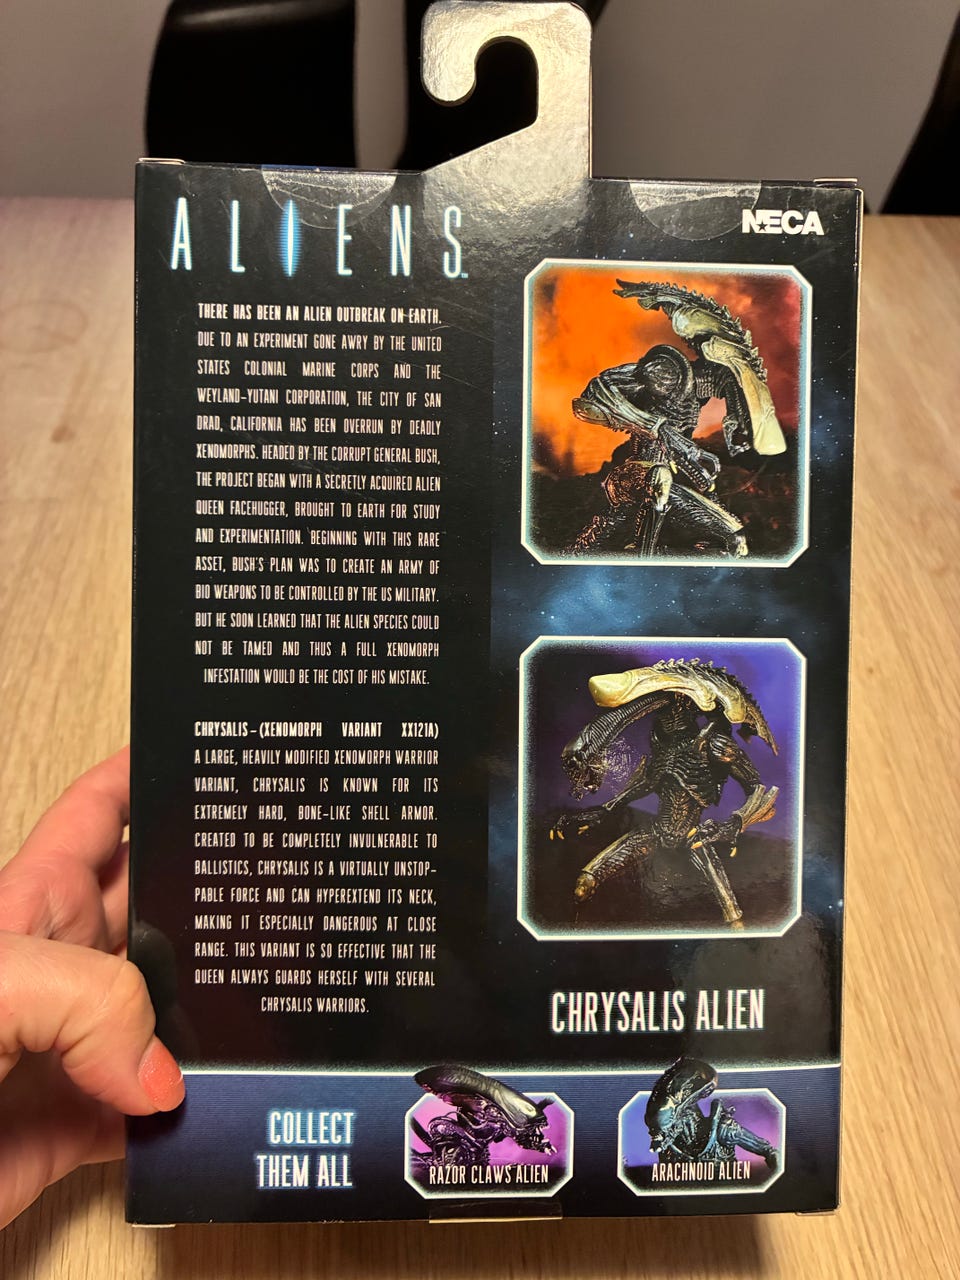 ALIENS™
NECA
THERE HAS BEEN AN ALIEN OUTBREAK ON EARTH.
DUE TO AN EXPERIMENT GONE AWRY BY THE UNITED
STATES COLONIAL MARINE CORPS AND THE
WEYLAND-YUTANI CORPORATION, THE CITY OF SAN
DRAD, CALIFORNIA HAS BEEN OVERRUN BY DEADLY
XENOMORPHS. HEADED BY THE CORRUPT GENERAL BUSH,
THE PROJECT BEGAN WITH A SECRETLY ACQUIRED ALIEN
QUEEN FACEHUGGER, BROUGHT TO EARTH FOR STUDY
AND EXPERIMENTATION. BEGINNING WITH THIS RARE
ASSET, BUSH'S PLAN WAS TO CREATE AN ARMY OF
BIO WEAPONS TO BE CONTROLLED BY THE US MILITARY.
BUT HE SOON LEARNED THAT THE ALIEN SPECIES COULD
NOT BE TAMED AND THUS A FULL XENOMORPH
INFESTATION WOULD BE THE COST OF HIS MISTAKE.
CHRYSALIS-(XENOMORPH VARIANT XX121A)
A LARGE, HEAVILY MODIFIED XENOMORPH WARRIOR
VARIANT, CHRYSALIS IS KNOWN FOR ITS
EXTREMELY HARD, BONE-LIKE SHELL ARMOR.
CREATED TO BE COMPLETELY INVULNERABLE TO
BALLISTICS, CHRYSALIS IS A VIRTUALLY UNSTOP-
PABLE FORCE AND CAN HYPEREXTEND ITS NECK,
MAKING IT ESPECIALLY DANGEROUS AT CLOSE
RANGE. THIS VARIANT IS SO EFFECTIVE THAT THE
QUEEN ALWAYS GUARDS HERSELF WITH SEVERAL
CHRYSALIS WARRIORS.
CHRYSALIS ALIEN
COLLECT
THEM ALL
RAZOR CLAWS ALIEN
ARACHNOID ALIEN